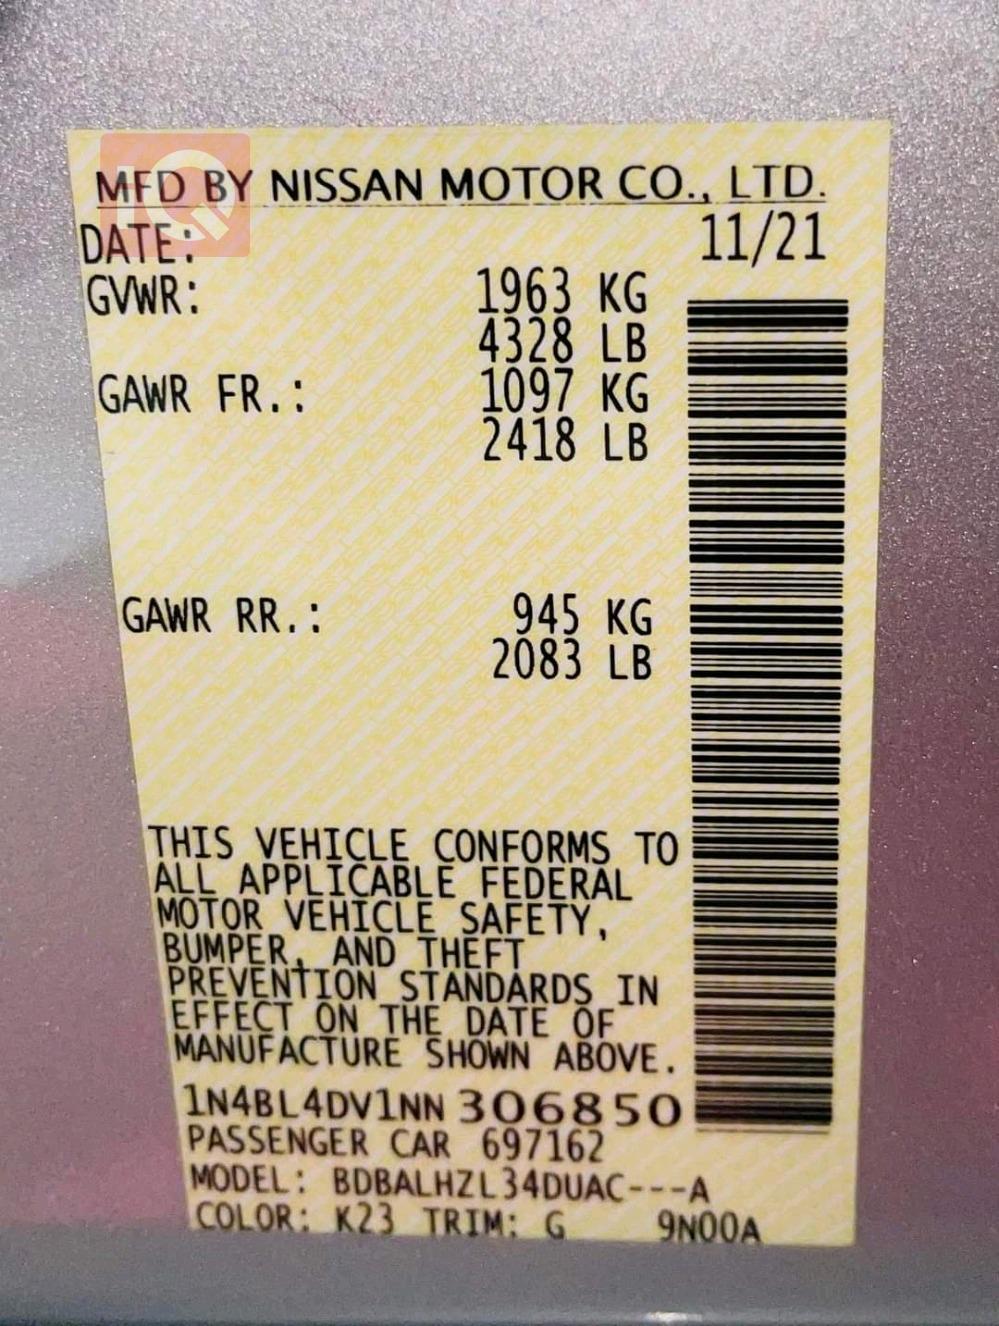 MFD BY NISSAN MOTOR CO., LTD.
DATE: 11/21
GVWR: 1963 KG
4328 LB
GAWR FR.: 1097 KG
2418 LB
GAWR RR.: 945 KG
2083 LB
THIS VEHICLE CONFORMS TO
ALL APPLICABLE FEDERAL
MOTOR VEHICLE SAFETY,
BUMPER, AND THEFT
PREVENTION STANDARDS IN
EFFECT ON THE DATE OF
MANUFACTURE SHOWN ABOVE.
1N4BL4DV1NN306850
PASSENGER CAR 697162
MODEL: BDBALHZL34DUAC---A
COLOR: K23 TRIM: G 9N00A